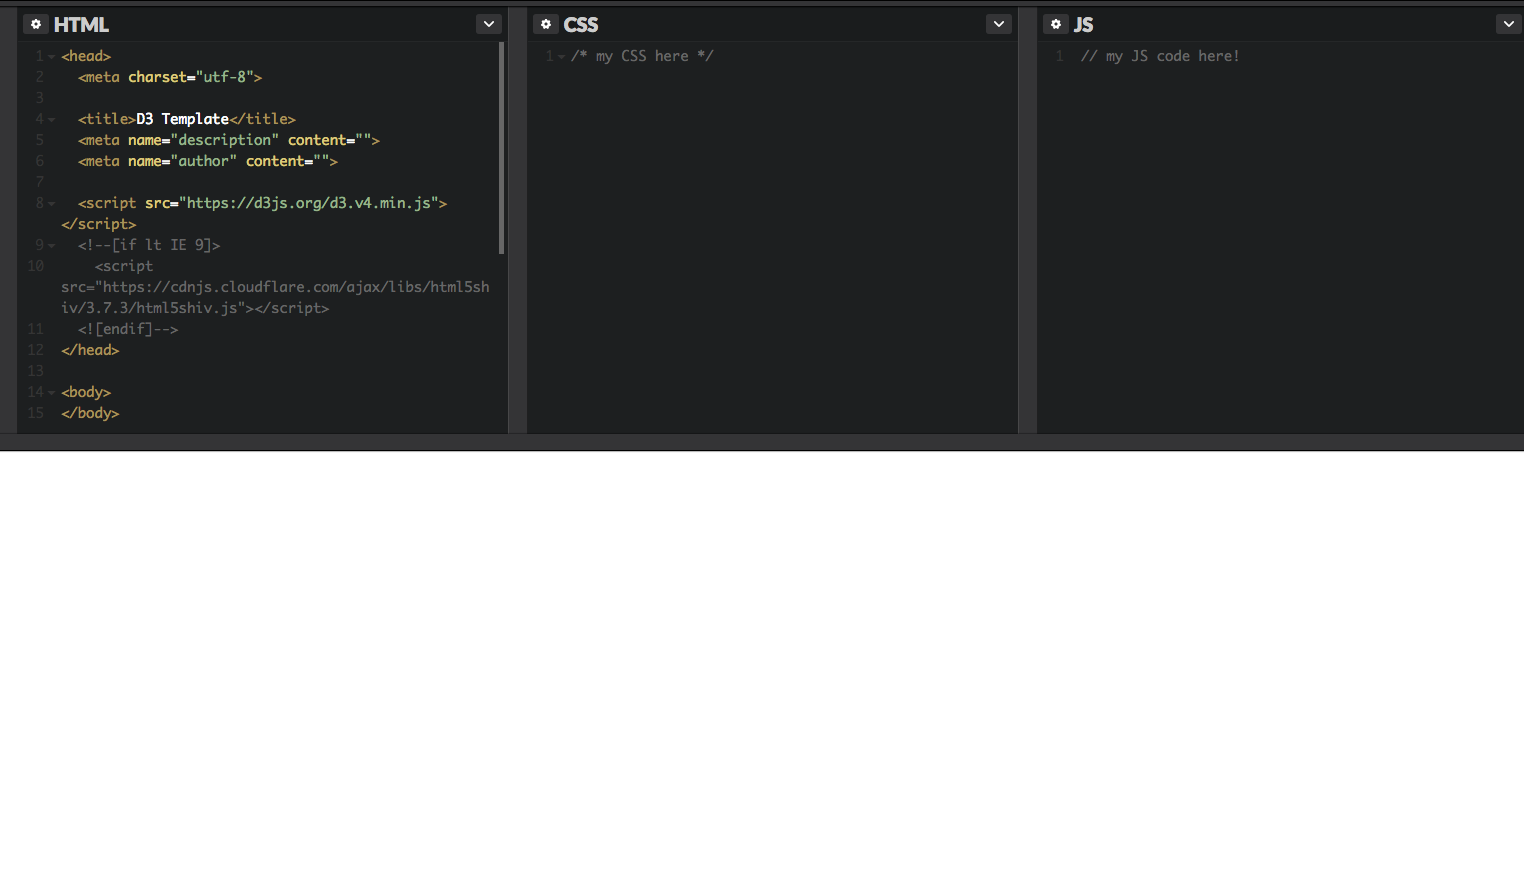 HTML
1 <head>
2 <meta charset="utf-8">
3
4 <title>D3 Template</title>
5 <meta name="description" content="">
6 <meta name="author" content="">
7
8 <script src="https://d3js.org/d3.v4.min.js">
</script>
9 <!--[if lt IE 9]>
10 <script
src="https://cdnjs.cloudflare.com/ajax/libs/html5sh
iv/3.7.3/html5shiv.js"></script>
11 <![endif]-->
12 </head>
13
14 <body>
15 </body>
CSS
1 /* my CSS here */
JS
1 // my JS code here!